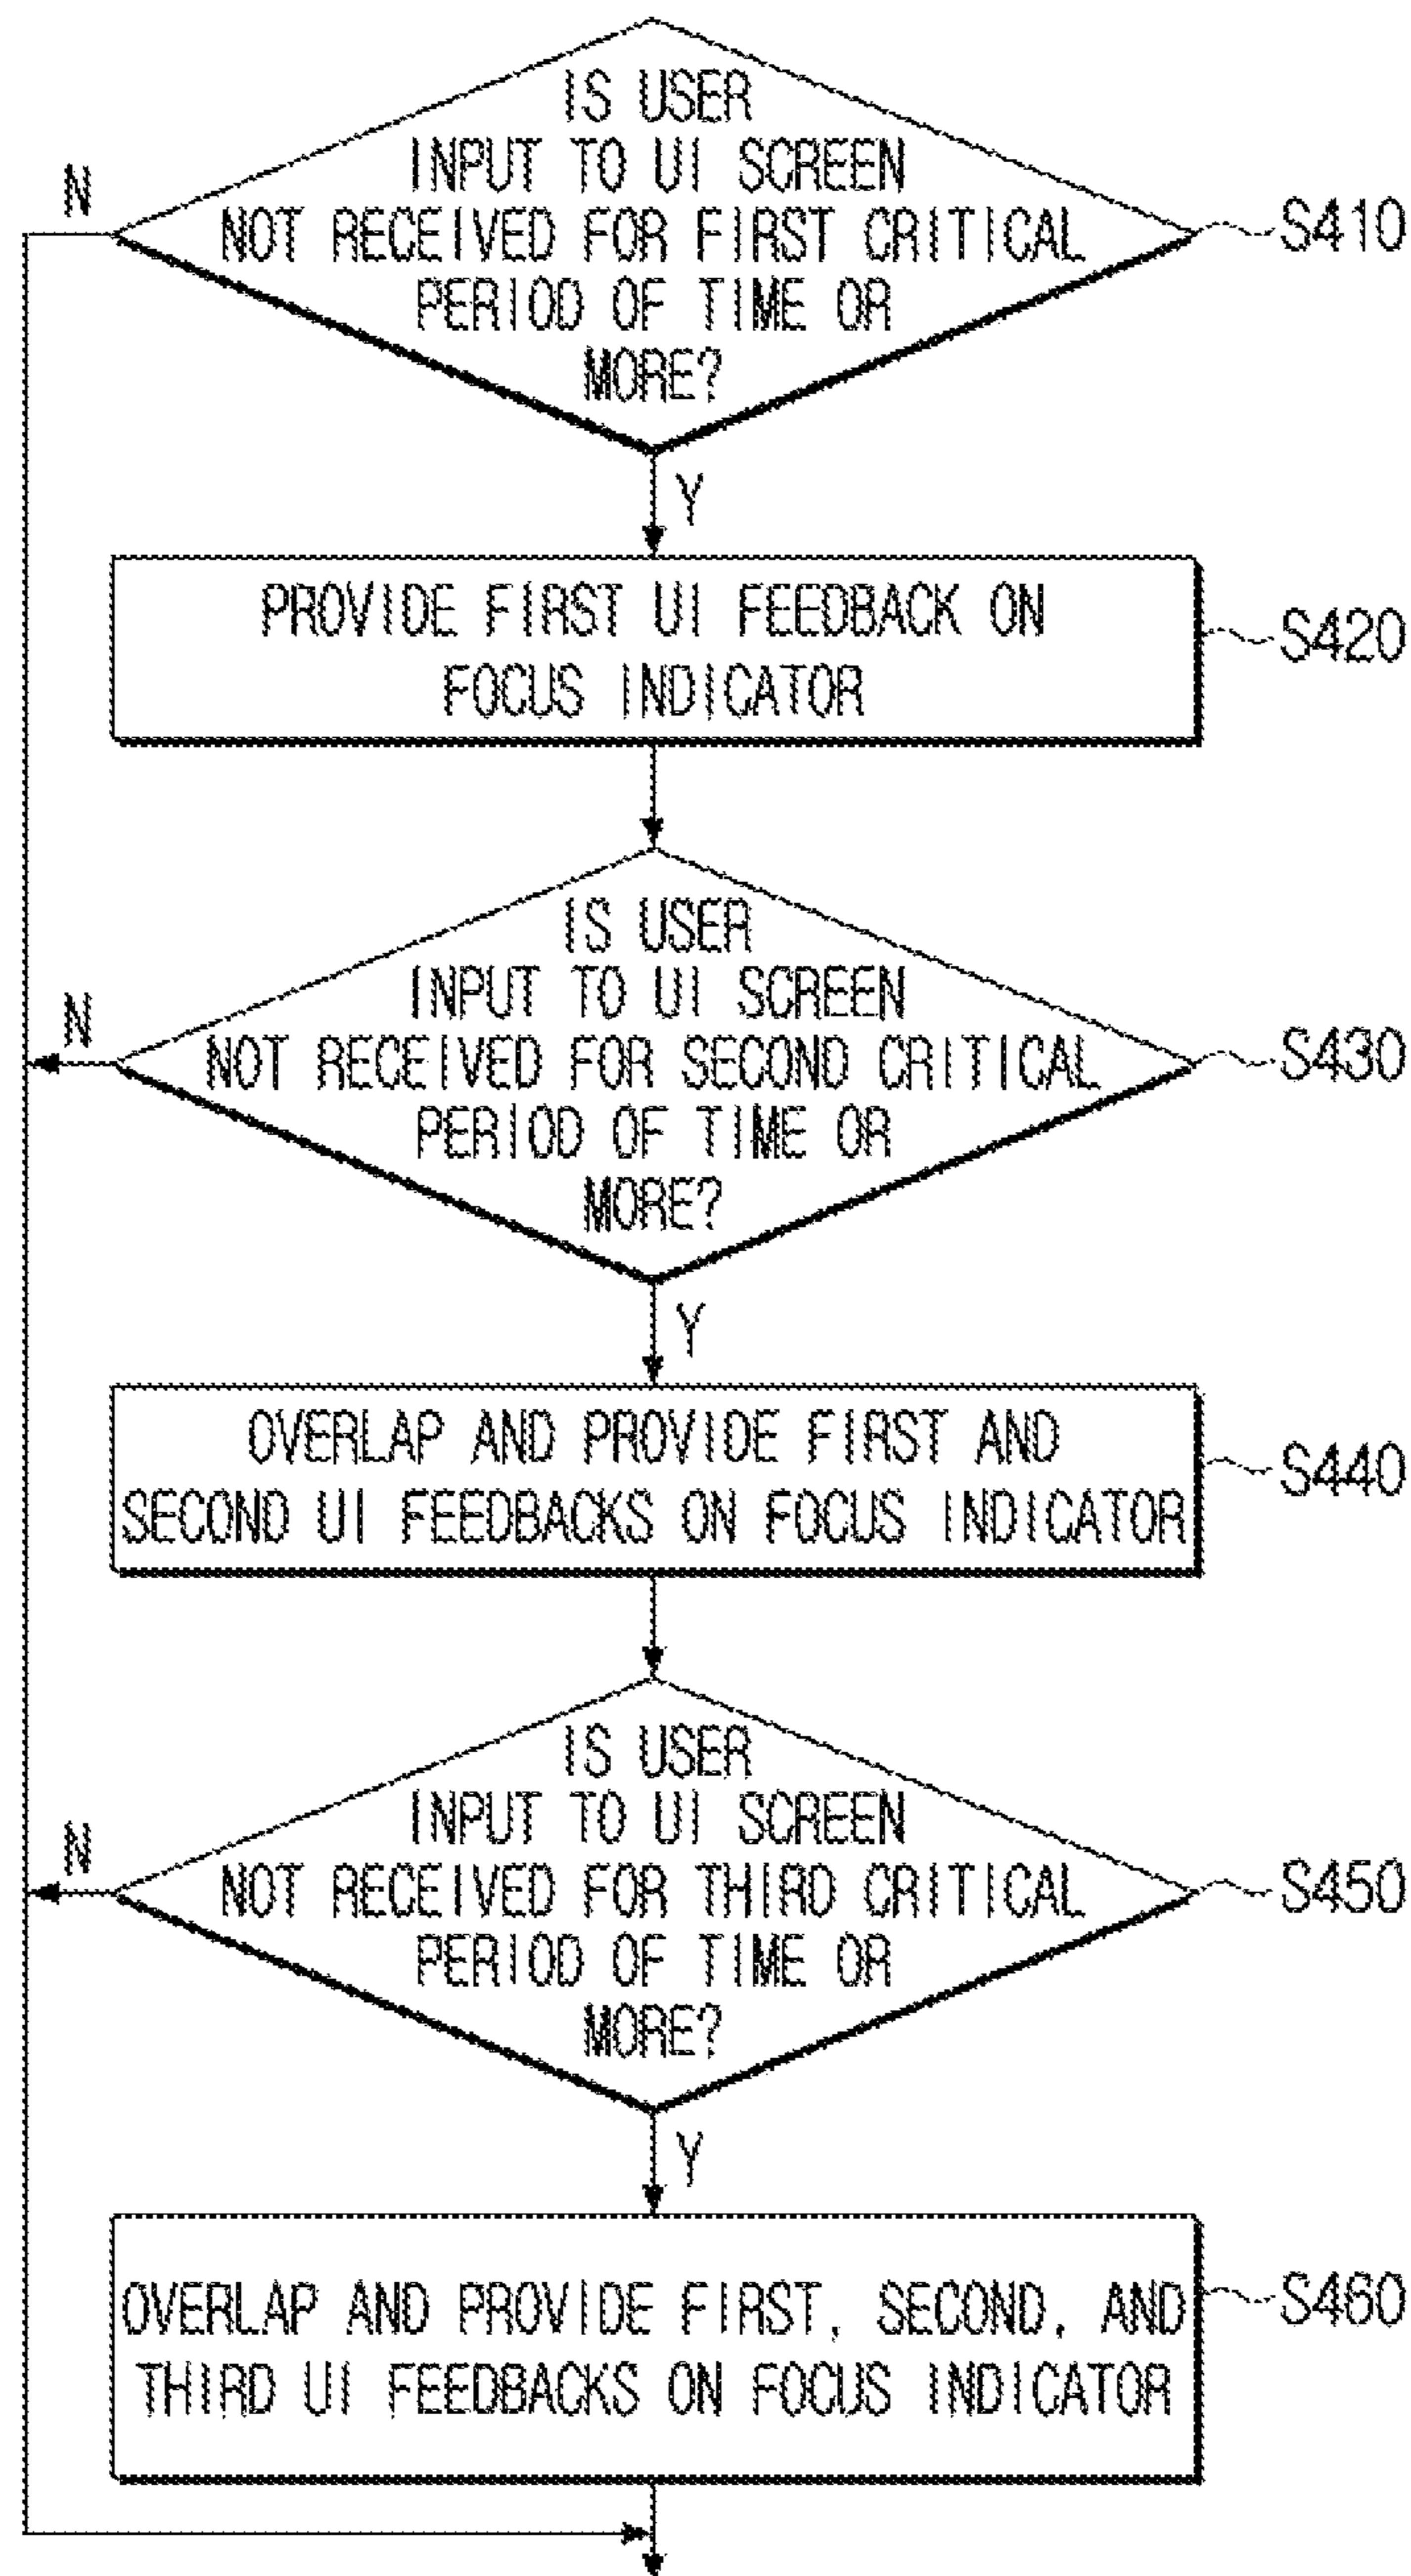 IS USER
INPUT TO UI SCREEN
N
NOT RECEIVED FOR FIRST CRITICAL
S410
PERIOD OF TIME OR
MORE?
Y
PROVIDE FIRST UI FEEDBACK ON
FOCUS INDICATOR
S420
IS USER
INPUT TO UI SCREEN
N
NOT RECEIVED FOR SECOND CRITICAL
S430
PERIOD OF TIME OR
MORE?
Y
OVERLAP AND PROVIDE FIRST AND
SECOND UI FEEDBACKS ON FOCUS INDICATOR
S440
IS USER
INPUT TO UI SCREEN
N
NOT RECEIVED FOR THIRD CRITICAL
S450
PERIOD OF TIME OR
MORE?
Y
OVERLAP AND PROVIDE FIRST, SECOND, AND
THIRD UI FEEDBACKS ON FOCUS INDICATOR
S460